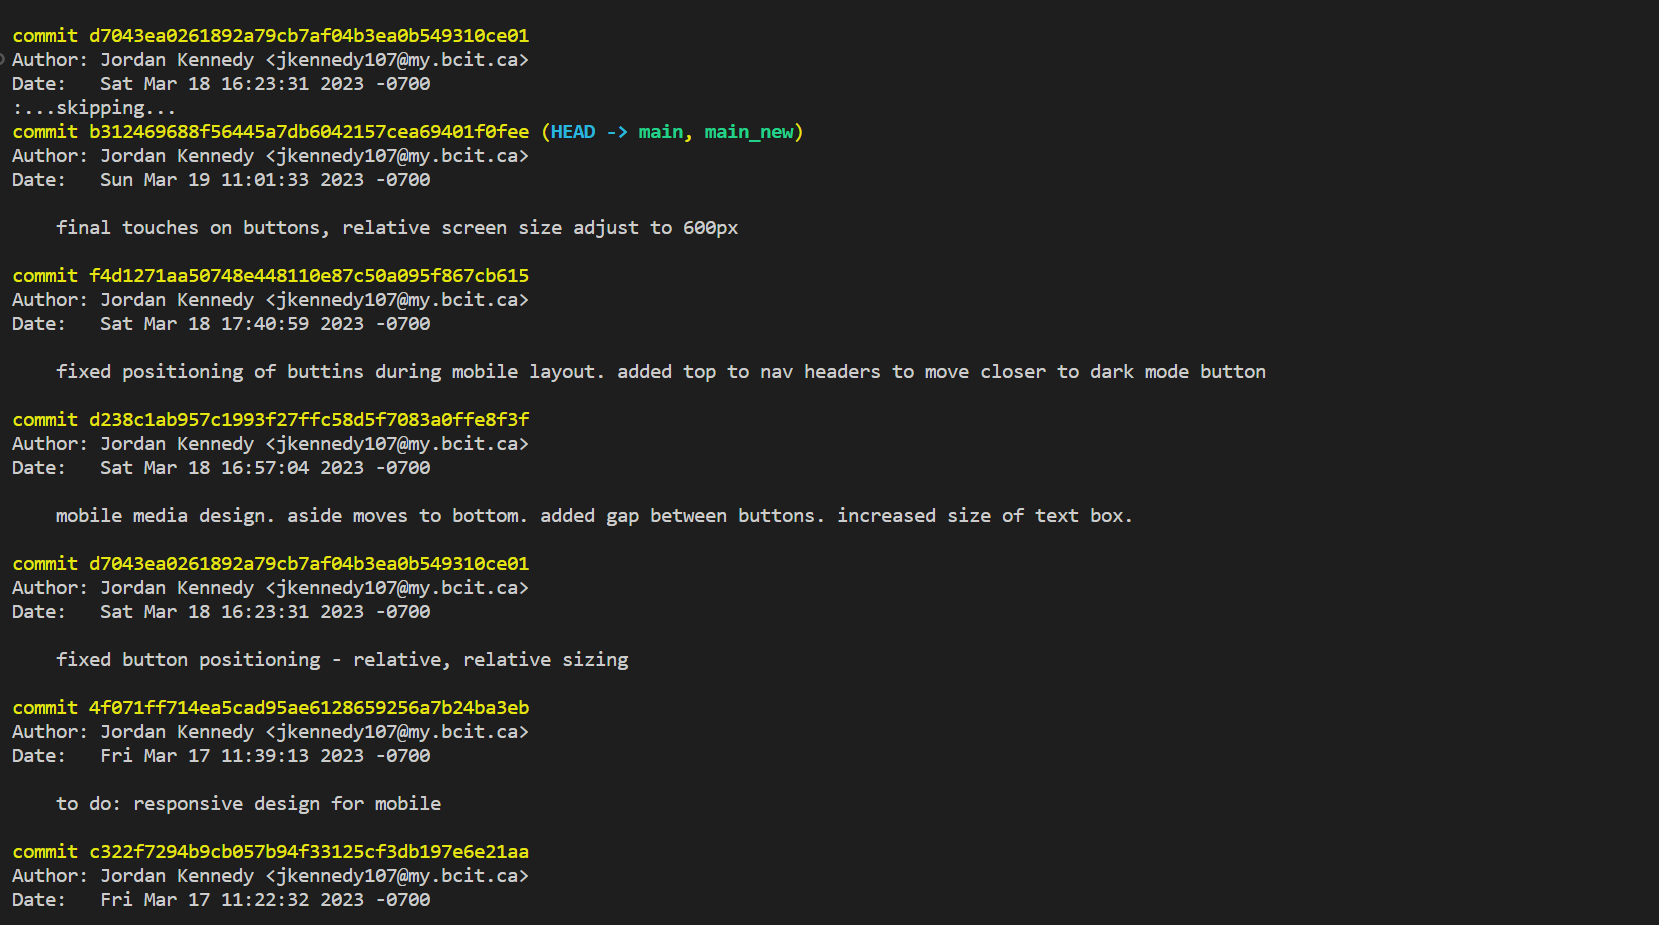 commit d7043ea0261892a79cb7af04b3ea0b549310ce01
Author: Jordan Kennedy <jkennedy107@my.bcit.ca>
Date:   Sat Mar 18 16:23:31 2023 -0700
:...skipping...
commit b312469688f56445a7db6042157cea69401f0fee (HEAD -> main, main_new)
Author: Jordan Kennedy <jkennedy107@my.bcit.ca>
Date:   Sun Mar 19 11:01:33 2023 -0700
    final touches on buttons, relative screen size adjust to 600px
commit f4d1271aa50748e448110e87c50a095f867cb615
Author: Jordan Kennedy <jkennedy107@my.bcit.ca>
Date:   Sat Mar 18 17:40:59 2023 -0700
    fixed positioning of buttins during mobile layout. added top to nav headers to move closer to dark mode button
commit d238c1ab957c1993f27ffc58d5f7083a0ffe8f3f
Author: Jordan Kennedy <jkennedy107@my.bcit.ca>
Date:   Sat Mar 18 16:57:04 2023 -0700
    mobile media design. aside moves to bottom. added gap between buttons. increased size of text box.
commit d7043ea0261892a79cb7af04b3ea0b549310ce01
Author: Jordan Kennedy <jkennedy107@my.bcit.ca>
Date:   Sat Mar 18 16:23:31 2023 -0700
    fixed button positioning - relative, relative sizing
commit 4f071ff714ea5cad95ae6128659256a7b24ba3eb
Author: Jordan Kennedy <jkennedy107@my.bcit.ca>
Date:   Fri Mar 17 11:39:13 2023 -0700
    to do: responsive design for mobile
commit c322f7294b9cb057b94f33125cf3db197e6e21aa
Author: Jordan Kennedy <jkennedy107@my.bcit.ca>
Date:   Fri Mar 17 11:22:32 2023 -0700